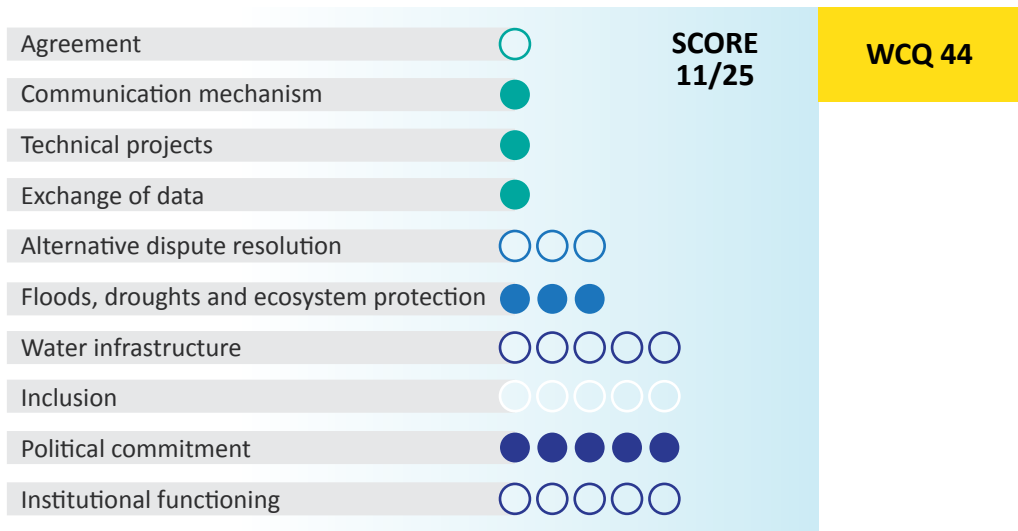 SCORE
11/25
WCQ 44
Agreement
Communication mechanism
Technical projects
Exchange of data
Alternative dispute resolution
Floods, droughts and ecosystem protection
Water infrastructure
Inclusion
Political commitment
Institutional functioning